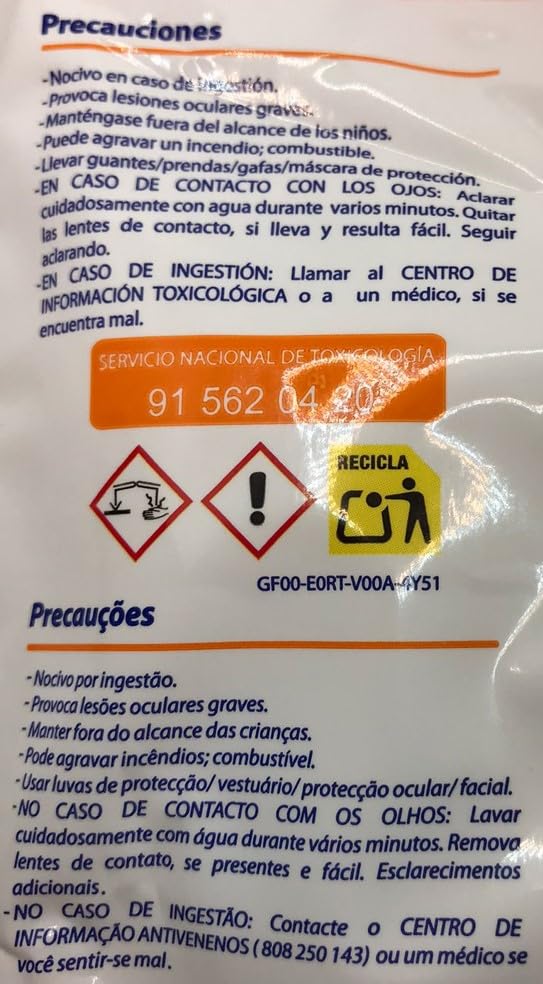 Precauciones
-Nocivo en caso de ingestión.
-Provoca lesiones oculares graves.
-Manténgase fuera del alcance de los niños.
-Puede agravar un incendio; combustible.
-Llevar guantes/prendas/gafas/máscara de protección.
-EN CASO DE CONTACTO CON LOS OJOS: Aclarar
cuidadosamente con agua durante varios minutos. Quitar
las lentes de contacto, si lleva y resulta fácil. Seguir
aclarando.
-EN CASO DE INGESTIÓN: Llamar al CENTRO DE
INFORMACIÓN TOXICOLÓGICA o a un médico, si se
encuentra mal.
SERVICIO NACIONAL DE TOXICOLOGÍA
91 562 04 20
RECICLA
GF00-E0RT-V00A-4Y51
Precauções
-Nocivo por ingestão.
-Provoca lesões oculares graves.
-Manter fora do alcance das crianças.
-Pode agravar incêndios; combustível.
-Usar luvas de protecção/ vestuário/ protecção ocular/ facial.
-NO CASO DE CONTACTO COM OS OLHOS: Lavar
cuidadosamente com água durante vários minutos. Remova
lentes de contato, se presentes e fácil. Esclarecimentos
adicionais.
-NO CASO DE INGESTÃO: Contacte o CENTRO DE
INFORMAÇÃO ANTIVENENOS ( 808 250 143) ou um médico se
você sentir-se mal.